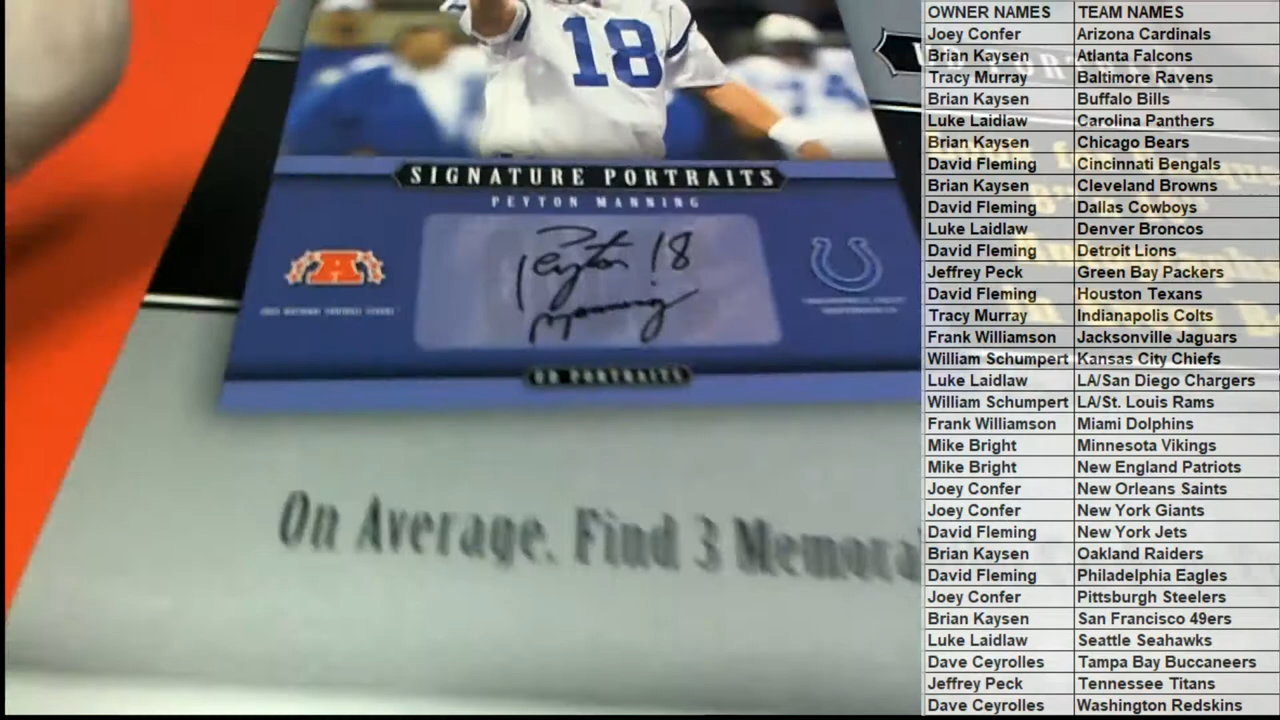 18
SIGNATURE PORTRAITS
PEYTON MANNING
Peyton 18
Manning
UD PORTRAITS
On Average. Find 3
OWNER NAMES TEAM NAMES
Joey Confer Arizona Cardinals
Brian Kaysen Atlanta Falcons
Tracy Murray Baltimore Ravens
Brian Kaysen Buffalo Bills
Luke Laidlaw Carolina Panthers
Brian Kaysen Chicago Bears
David Fleming Cincinnati Bengals
Brian Kaysen Cleveland Browns
David Fleming Dallas Cowboys
Luke Laidlaw Denver Broncos
David Fleming Detroit Lions
Jeffrey Peck Green Bay Packers
David Fleming Houston Texans
Tracy Murray Indianapolis Colts
Frank Williamson Jacksonville Jaguars
William Schumpert Kansas City Chiefs
Luke Laidlaw LA/San Diego Chargers
William Schumpert LA/St. Louis Rams
Frank Williamson Miami Dolphins
Mike Bright Minnesota Vikings
Mike Bright New England Patriots
Joey Confer New Orleans Saints
Joey Confer New York Giants
David Fleming New York Jets
Brian Kaysen Oakland Raiders
David Fleming Philadelphia Eagles
Joey Confer Pittsburgh Steelers
Brian Kaysen San Francisco 49ers
Luke Laidlaw Seattle Seahawks
Dave Ceyrolles Tampa Bay Buccaneers
Jeffrey Peck Tennessee Titans
Dave Ceyrolles Washington Redskins